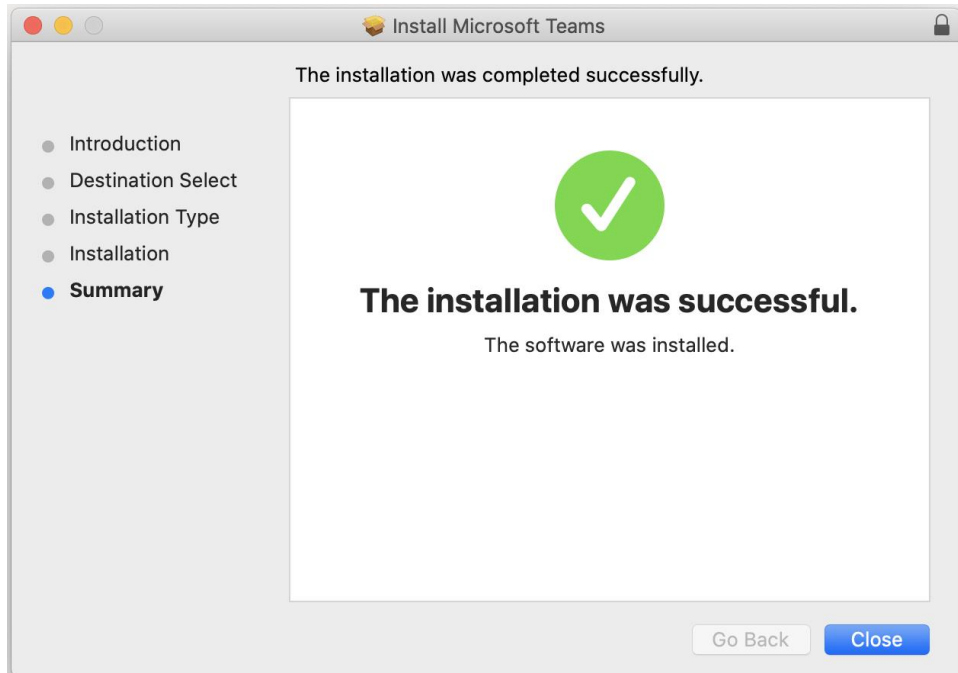 Install Microsoft Teams
The installation was completed successfully.
Introduction
Destination Select
Installation Type
Installation
Summary
The installation was successful.
The software was installed.
Go Back
Close